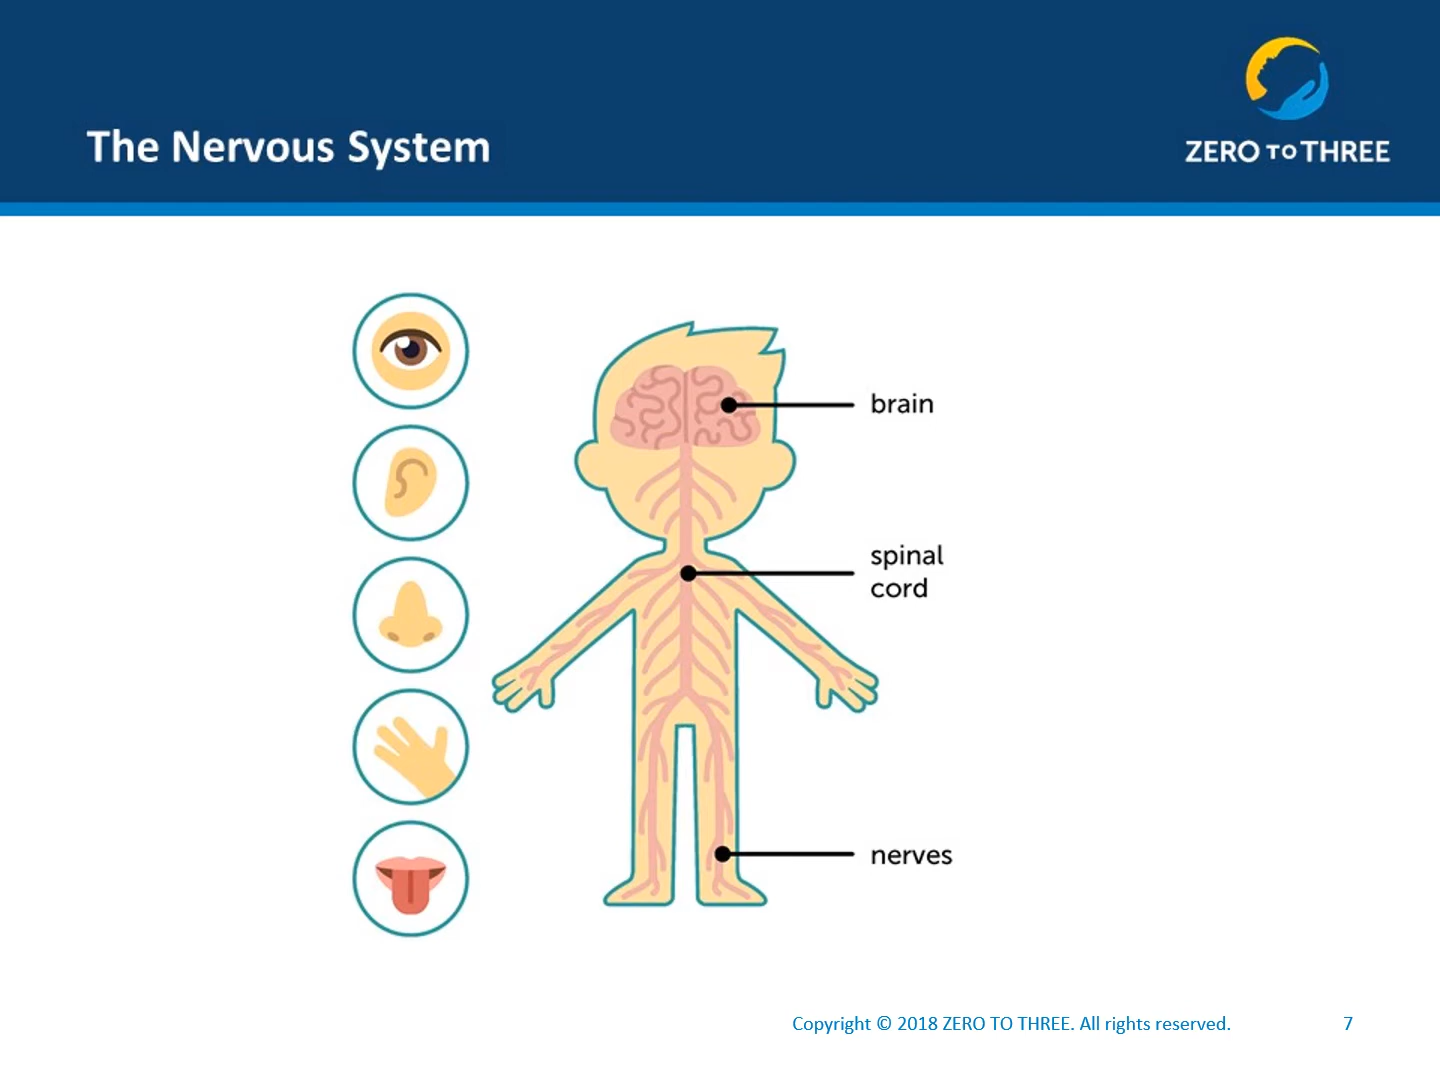 The Nervous System
ZERO TO THREE
brain
spinal
cord
nerves
Copyright © 2018 ZERO TO THREE. All rights reserved.
7